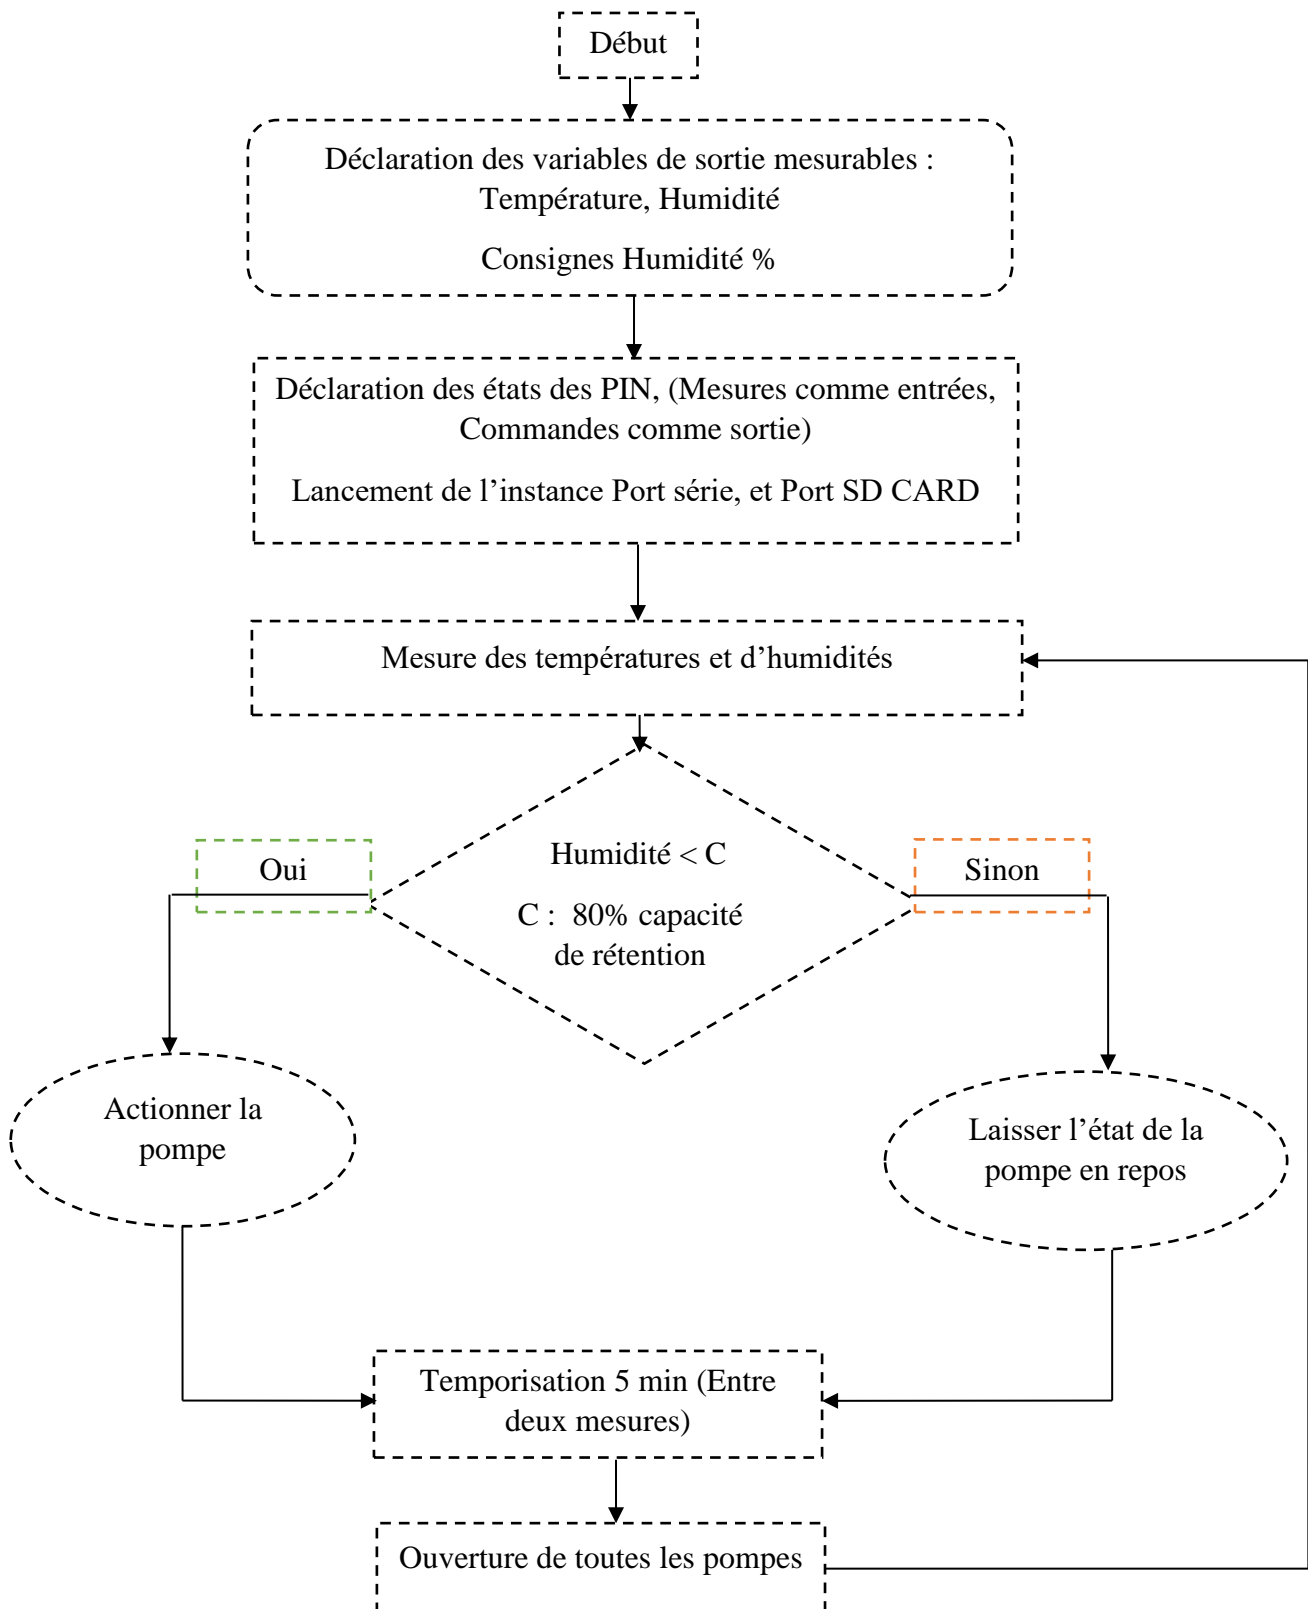 Début
Déclaration des variables de sortie mesurables :
Température, Humidité
Consignes Humidité %
Déclaration des états des PIN, (Mesures comme entrées,
Commandes comme sortie)
Lancement de l’instance Port série, et Port SD CARD
Mesure des températures et d’humidités
Humidité < C
C :  80% capacité
de rétention
Oui
Sinon
Actionner la
pompe
Laisser l’état de la
pompe en repos
Temporisation 5 min (Entre
deux mesures)
Ouverture de toutes les pompes